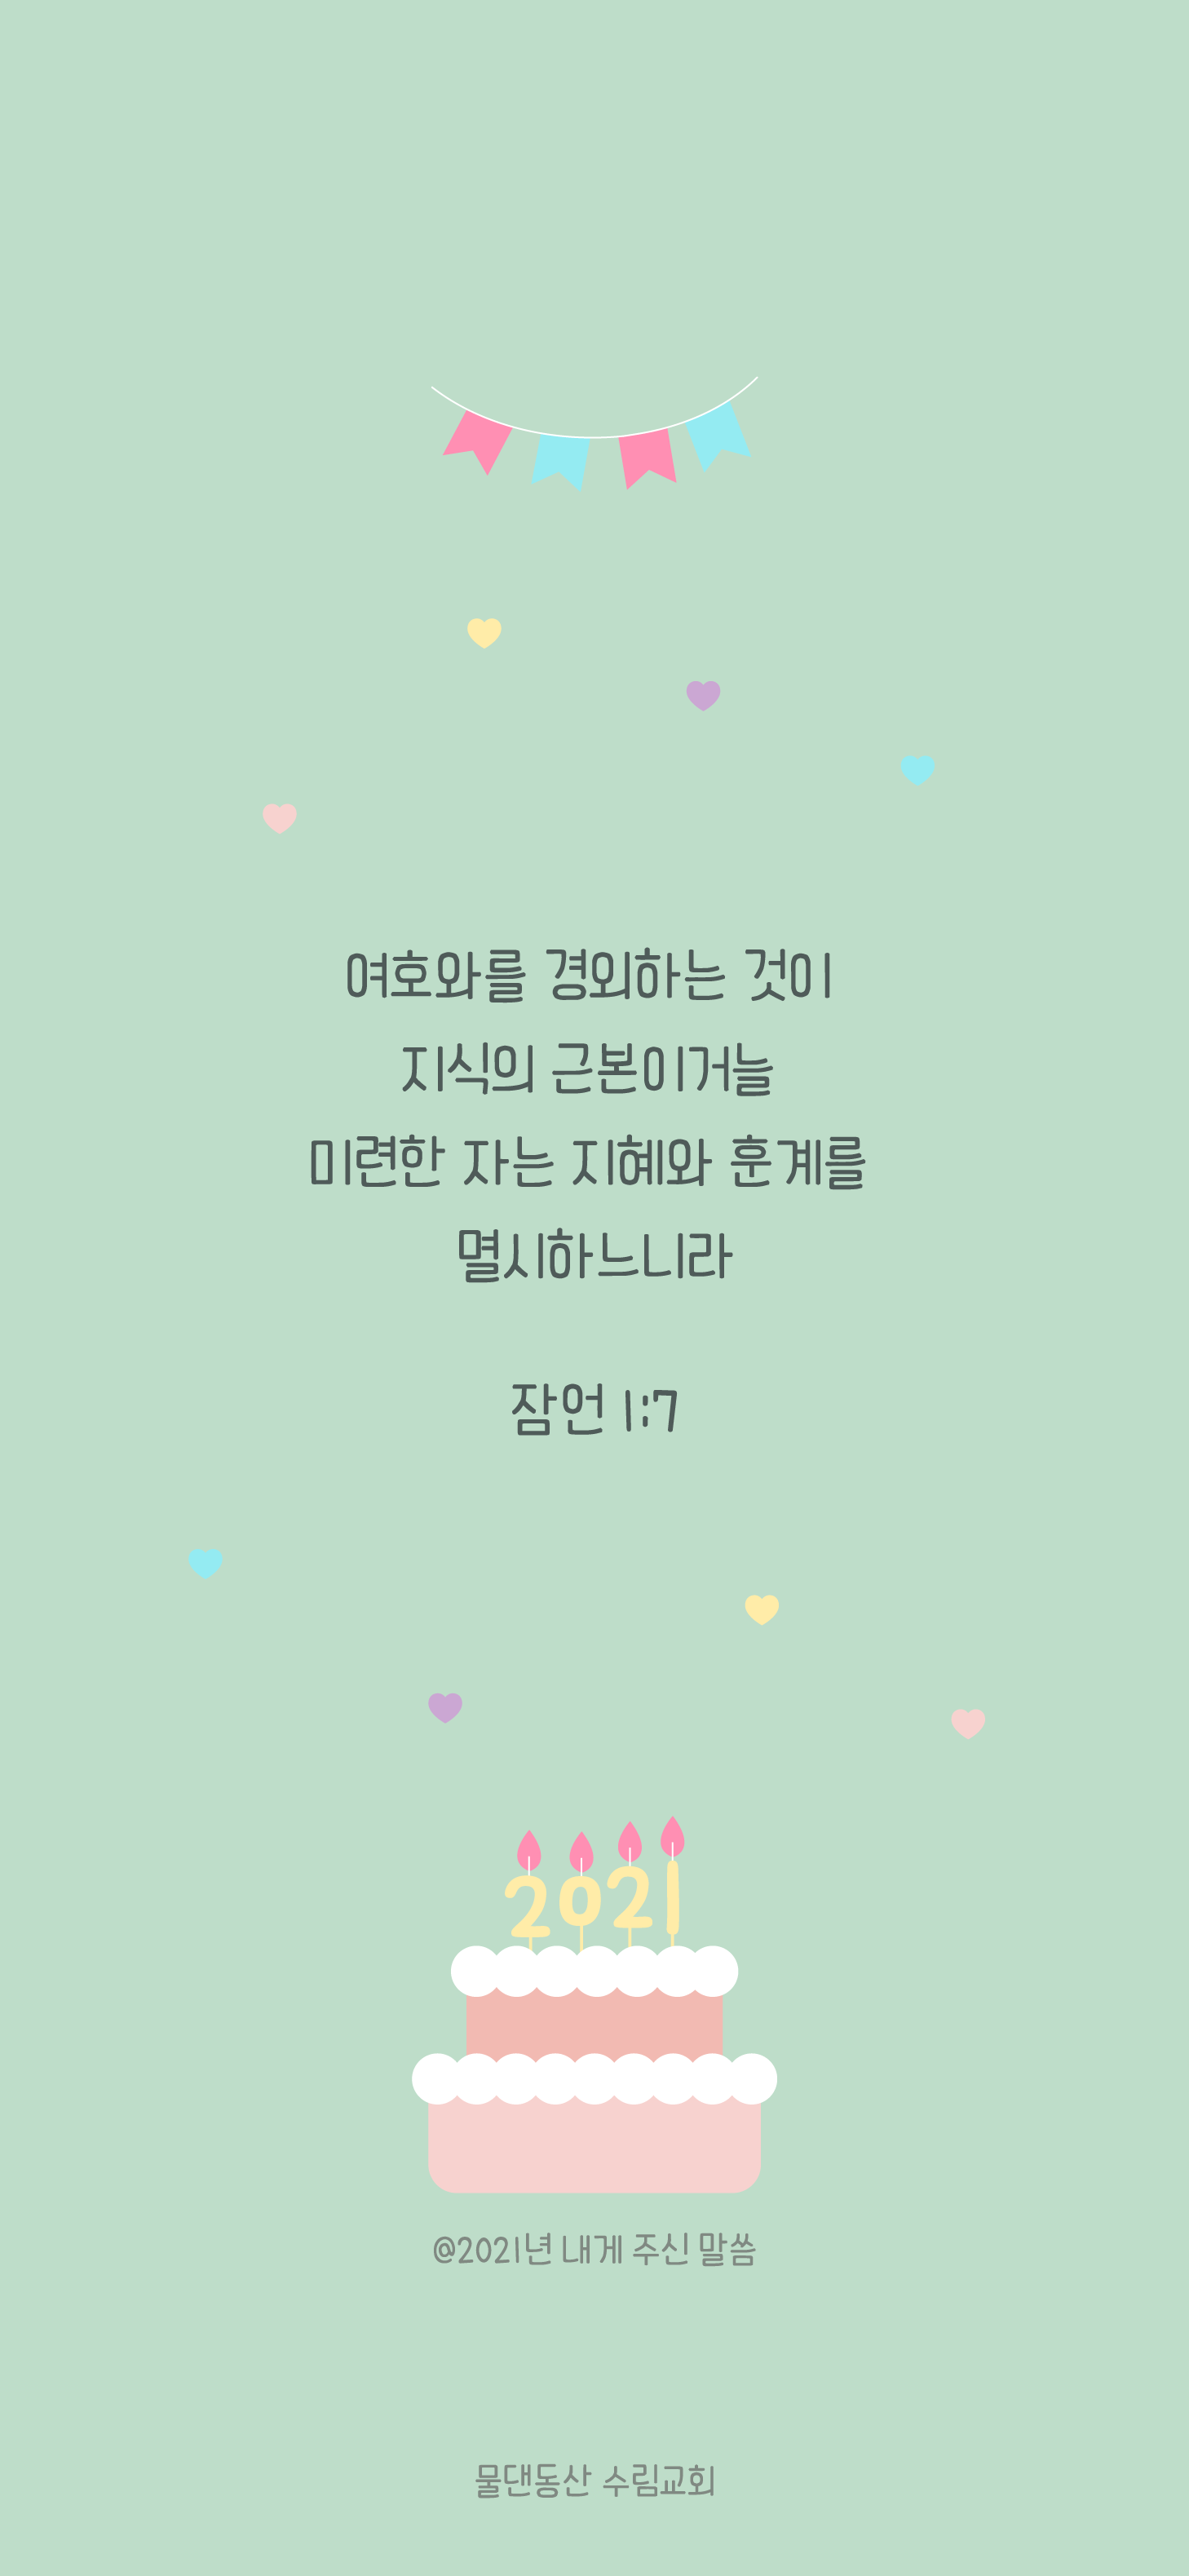 여호와를 경외하는 것이
지식의 근본이거늘
미련한 자는 지혜와 훈계를
멸시하느니라
잠언 1:7
2021
@2021년 내게 주신 말씀
물댄동산 수림교회